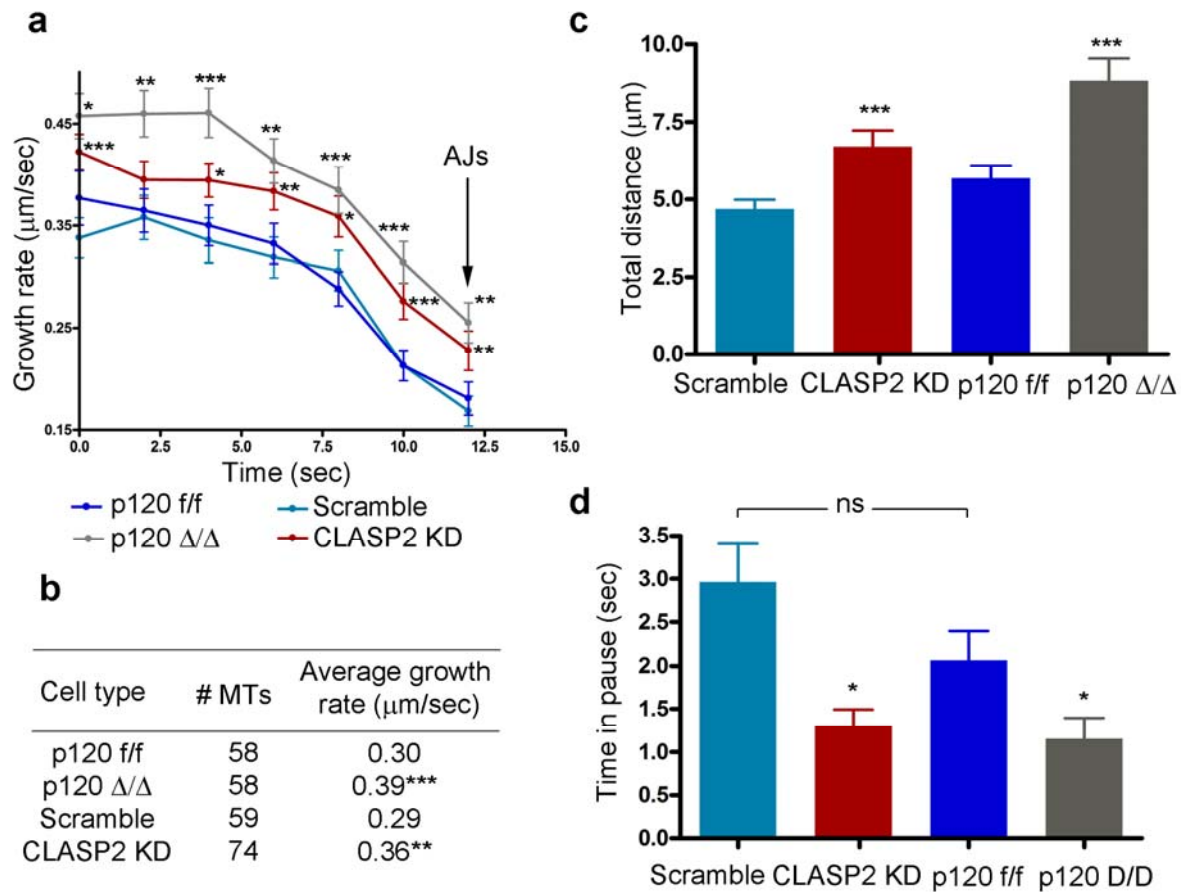 a
Growth rate (μm/sec)
0.45
0.35
0.25
0.15
* ** *** ** *** *** **
*** * ** * *** **
AJs
0.0 2.5 5.0 7.5 10.0 12.5 15.0
Time (sec)
p120 f/f Scramble
p120 Δ/Δ CLASP2 KD
b
Cell type # MTs Average growth
rate (μm/sec)
p120 f/f 58 0.30
p120 Δ/Δ 58 0.39***
Scramble 59 0.29
CLASP2 KD 74 0.36**
c
Total distance (μm)
10.0
7.5
5.0
2.5
0.0
*** ***
Scramble CLASP2 KD p120 f/f p120 Δ/Δ
d
ns
Time in pause (sec)
3.5
3.0
2.5
2.0
1.5
1.0
0.5
0.0
* *
Scramble CLASP2 KD p120 f/f p120 D/D